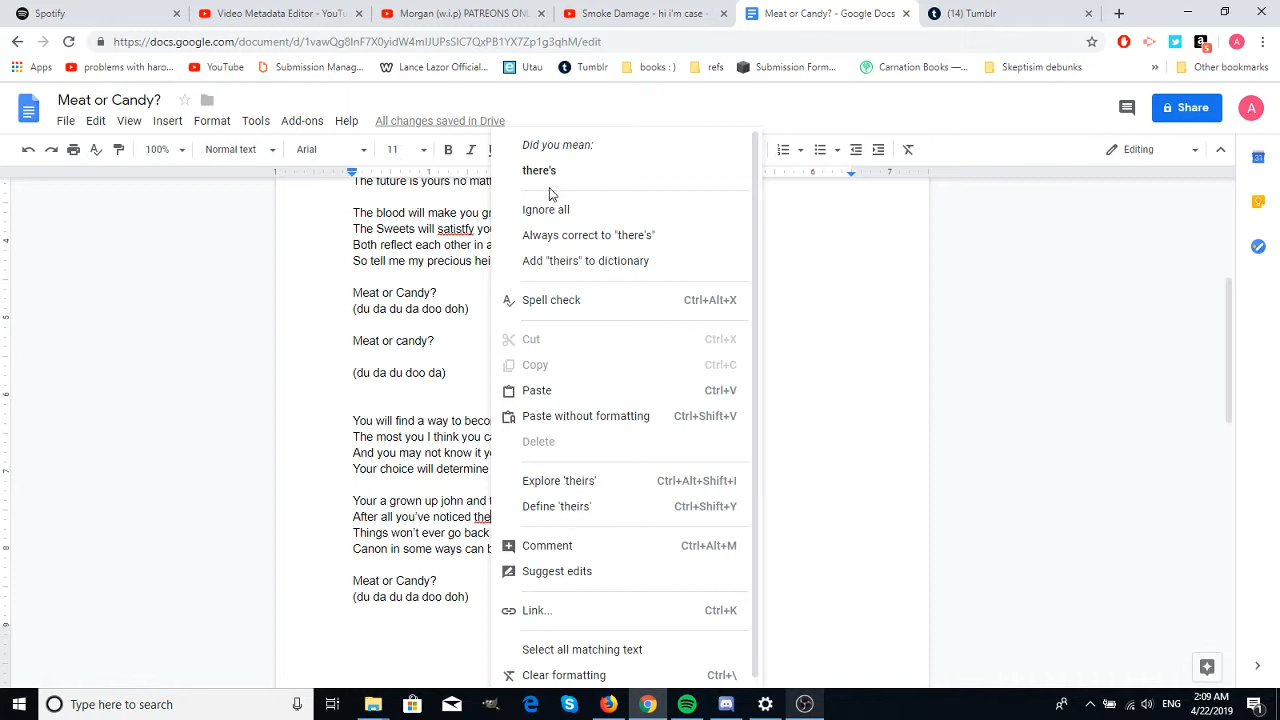 Spotify
Video Metadata Editor - YouTu
Morgan (w.i.p) PATREONS ONL
Smoke Damage - hi i'm case -
Meat or Candy? - Google Docs
(14) Tumblr
Apps
problems with haro...
YouTube
Submission Manag...
Lance Lazor Official...
Utau
Tumblr
books : )
refs
Submission Form...
Carnation Books —...
Skeptisim debunks
»
Other bookmarks
Meat or Candy?
File
Edit
View
Insert
Format
Tools
Add-ons
Help
All changes saved in Drive
Share
A
100%
Normal text
Arial
11
B
I
Editing
The future is yours no matt
The blood will make you gr
The Sweets will satistfy you
Both reflect each other in a
So tell me my precious hei
Meat or Candy?
(du da du da doo doh)
Meat or candy?
(du da du doo da)
You will find a way to becor
The most you I think you ca
And you may not know it ye
Your choice will determine
Your a grown up john and t
After all you've noticed the
Things won't ever go back
Canon in some ways can b
Meat or Candy?
(du da du da doo doh)
Did you mean:
there's
Ignore all
Always correct to "there's"
Add "theirs" to dictionary
Spell check Ctrl+Alt+X
Cut Ctrl+X
Copy Ctrl+C
Paste Ctrl+V
Paste without formatting Ctrl+Shift+V
Delete
Explore 'theirs' Ctrl+Alt+Shift+I
Define 'theirs' Ctrl+Shift+Y
Comment Ctrl+Alt+M
Suggest edits
Link... Ctrl+K
Select all matching text
Clear formatting Ctrl+\
Type here to search
ENG
2:09 AM
4/22/2019